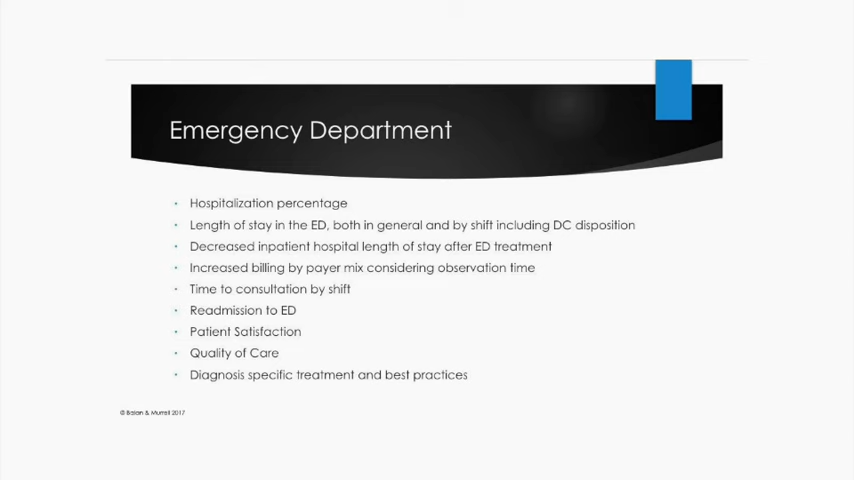 Emergency Department
• Hospitalization percentage
• Length of stay in the ED, both in general and by shift including DC disposition
• Decreased inpatient hospital length of stay after ED treatment
• Increased billing by payer mix considering observation time
• Time to consultation by shift
• Readmission to ED
• Patient Satisfaction
• Quality of Care
• Diagnosis specific treatment and best practices
© & Murrell 2017